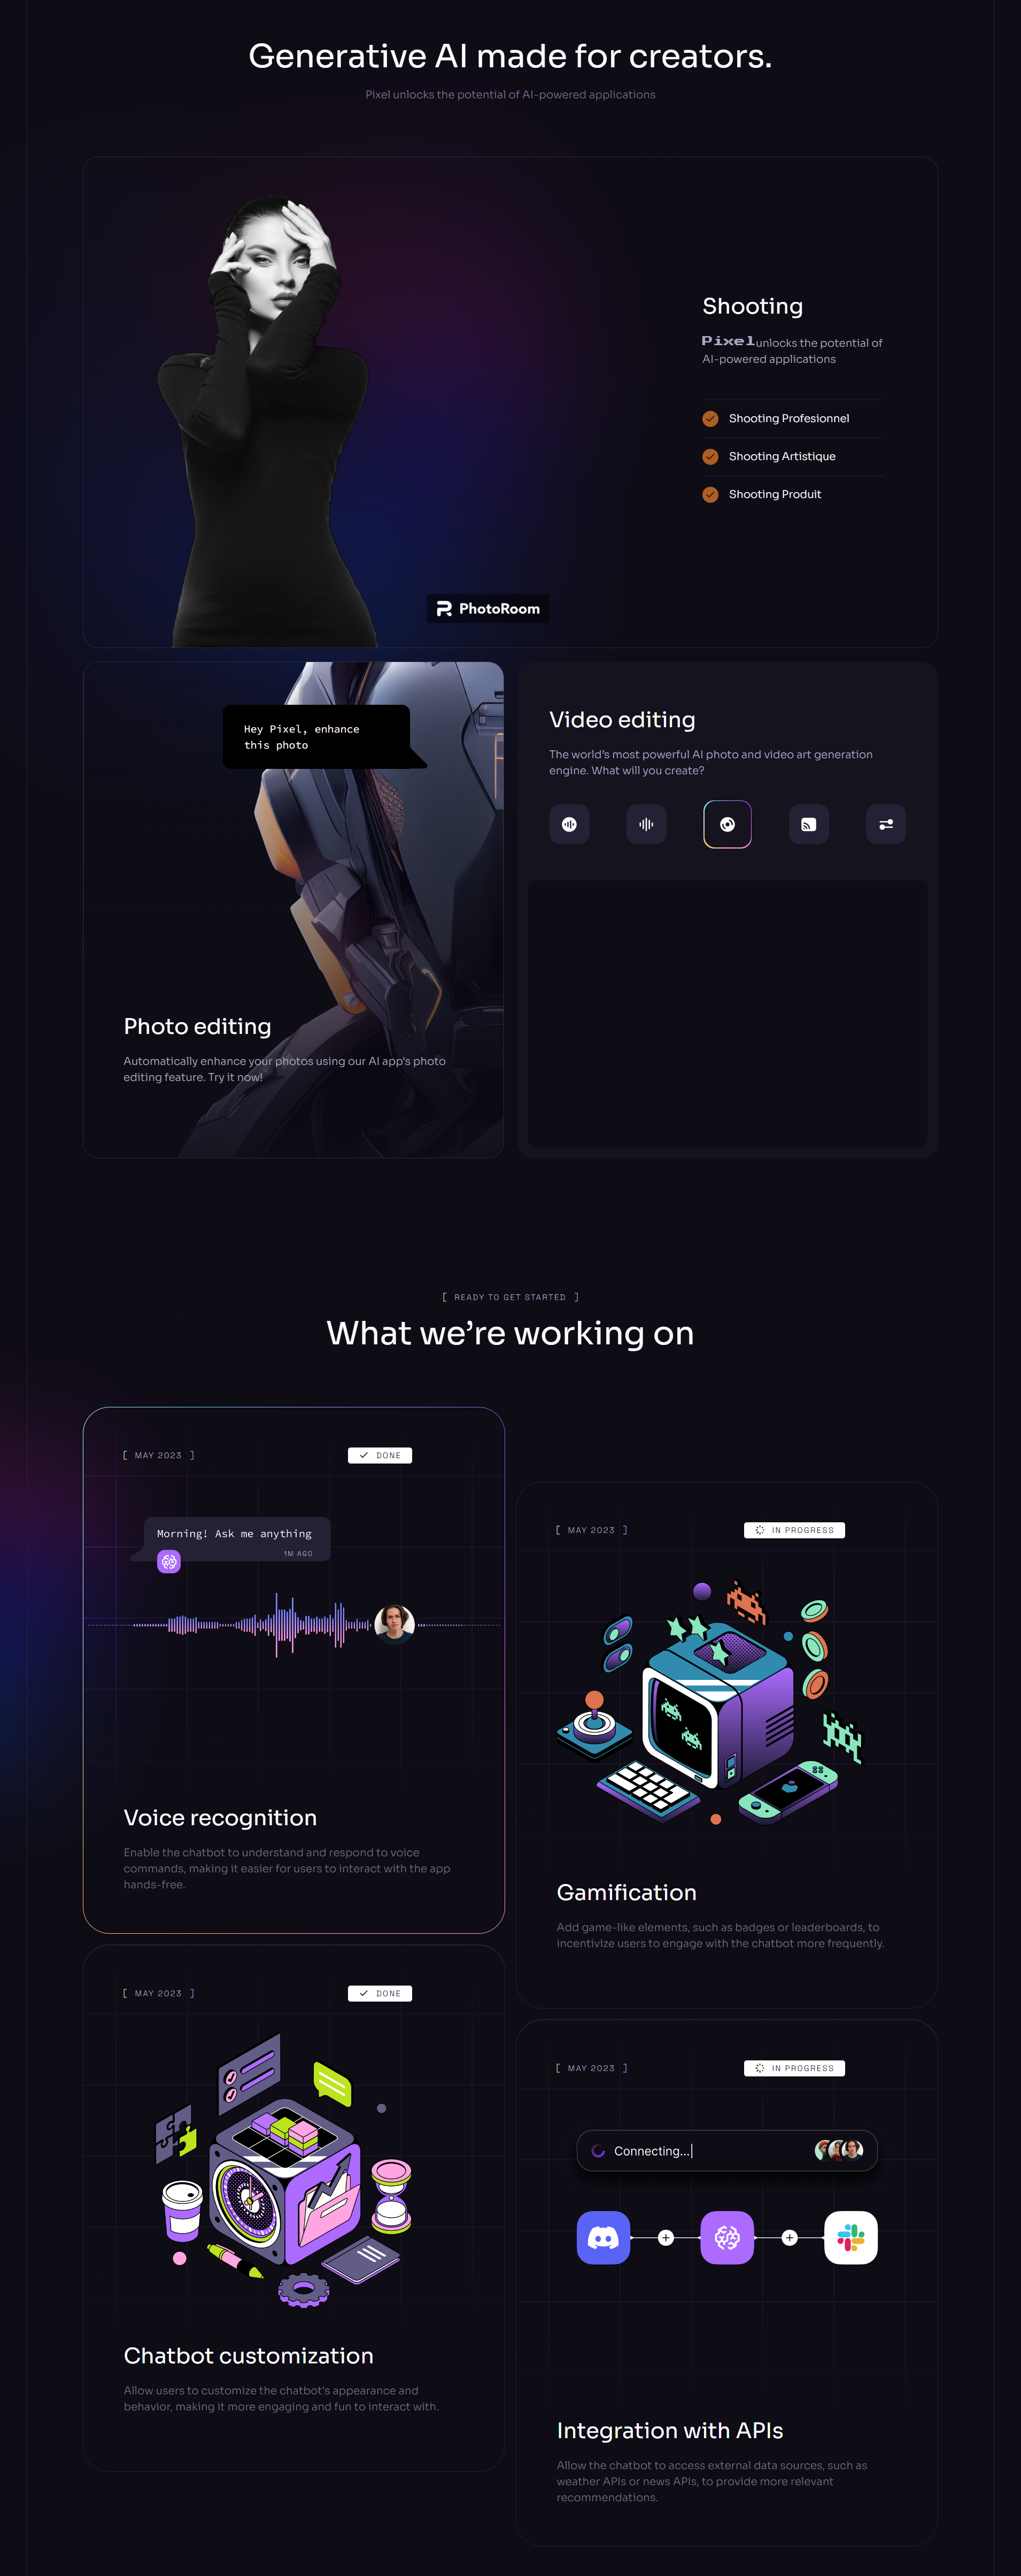 Generative AI made for creators.
Pixel unlocks the potential of AI-powered applications
Shooting
Pixel unlocks the potential of
AI-powered applications
Shooting Profesionnel
Shooting Artistique
Shooting Produit
PhotoRoom
Hey Pixel, enhance
this photo
Photo editing
Automatically enhance your photos using our AI app's photo
editing feature. Try it now!
Video editing
The world's most powerful AI photo and video art generation
engine. What will you create?
[ READY TO GET STARTED ]
What we're working on
[ MAY 2023 ]
DONE
Morning! Ask me anything
1M AGO
Voice recognition
Enable the chatbot to understand and respond to voice
commands, making it easier for users to interact with the app
hands-free.
[ MAY 2023 ]
IN PROGRESS
Gamification
Add game-like elements, such as badges or leaderboards, to
incentivize users to engage with the chatbot more frequently.
[ MAY 2023 ]
DONE
Chatbot customization
Allow users to customize the chatbot's appearance and
behavior, making it more engaging and fun to interact with.
[ MAY 2023 ]
IN PROGRESS
Connecting...|
Integration with APIs
Allow the chatbot to access external data sources, such as
weather APIs or news APIs, to provide more relevant
recommendations.